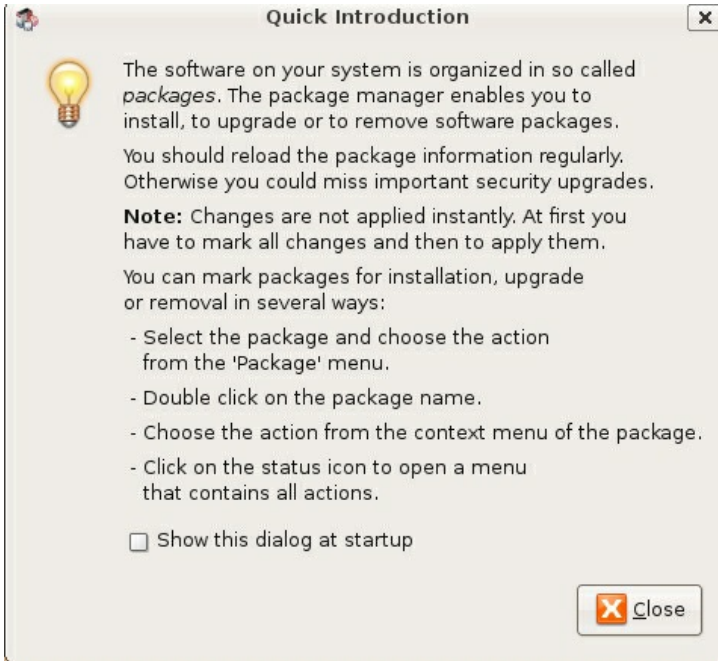 Quick Introduction
The software on your system is organized in so called
packages. The package manager enables you to
install, to upgrade or to remove software packages.
You should reload the package information regularly.
Otherwise you could miss important security upgrades.
Note: Changes are not applied instantly. At first you
have to mark all changes and then to apply them.
You can mark packages for installation, upgrade
or removal in several ways:
- Select the package and choose the action
from the 'Package' menu.
- Double click on the package name.
- Choose the action from the context menu of the package.
- Click on the status icon to open a menu
that contains all actions.
Show this dialog at startup
Close